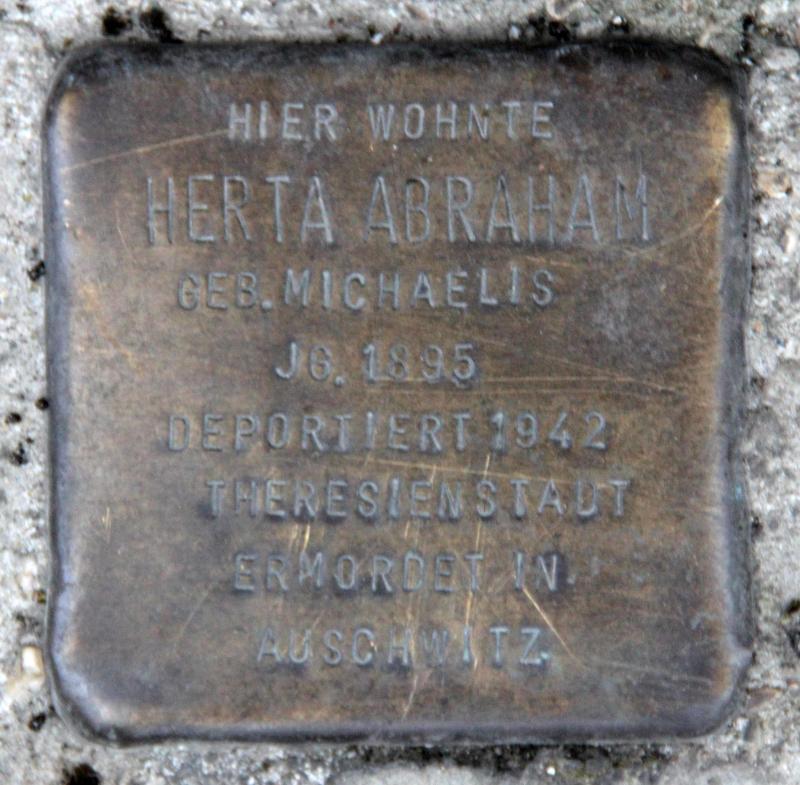 HIER WOHNTE
HERTA ABRAHAM
GEB. MICHAELIS
JG. 1895
DEPORTIERT 1942
THERESIENSTADT
ERMORDET IN
AUSCHWITZ